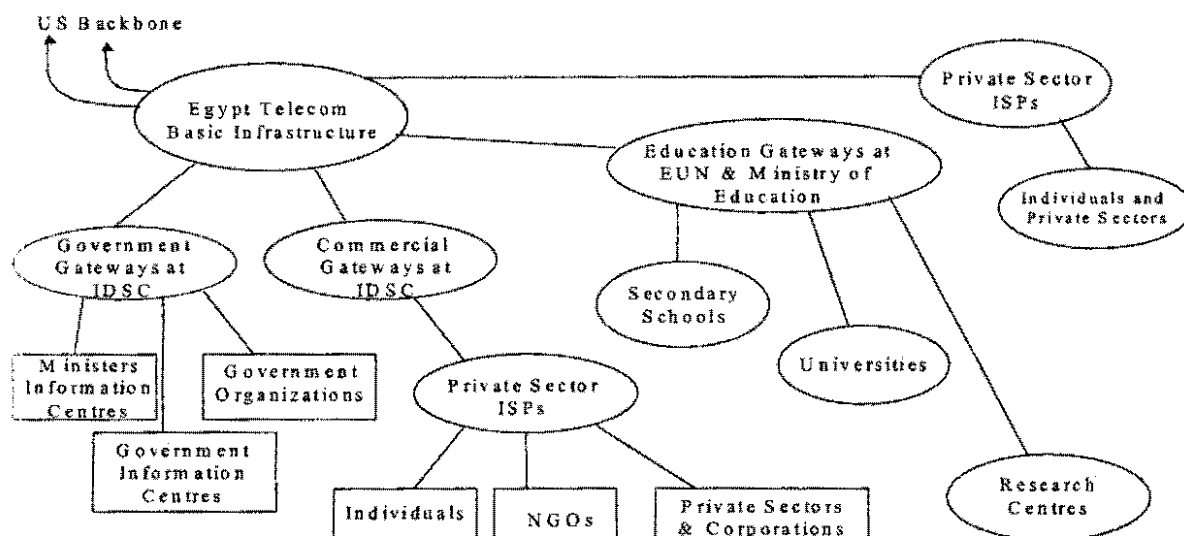 US Backbone
Egypt Telecom
Basic Infrastructure
Private Sector
ISPs
Education Gateways at
EUN & Ministry of
Education
Individuals and
Private Sectors
Government
Gateways at
IDSC
Commercial
Gateways at
IDSC
Secondary
Schools
Universities
Ministers
Information
Centres
Government
Organizations
Private Sector
ISPs
Government
Information
Centres
Individuals
NGOs
Private Sectors
& Corporations
Research
Centres